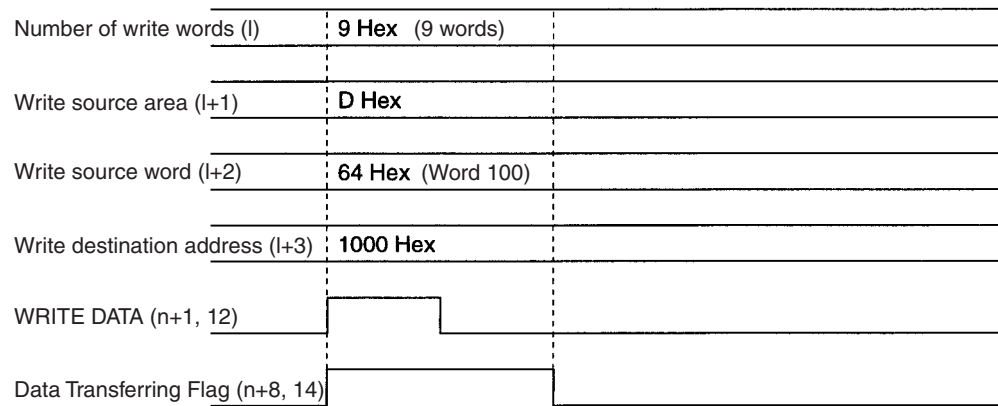 Number of write words (l) 9 Hex (9 words)
Write source area (l+1) D Hex
Write source word (l+2) 64 Hex (Word 100)
Write destination address (l+3) 1000 Hex
WRITE DATA (n+1, 12)
Data Transferring Flag (n+8, 14)